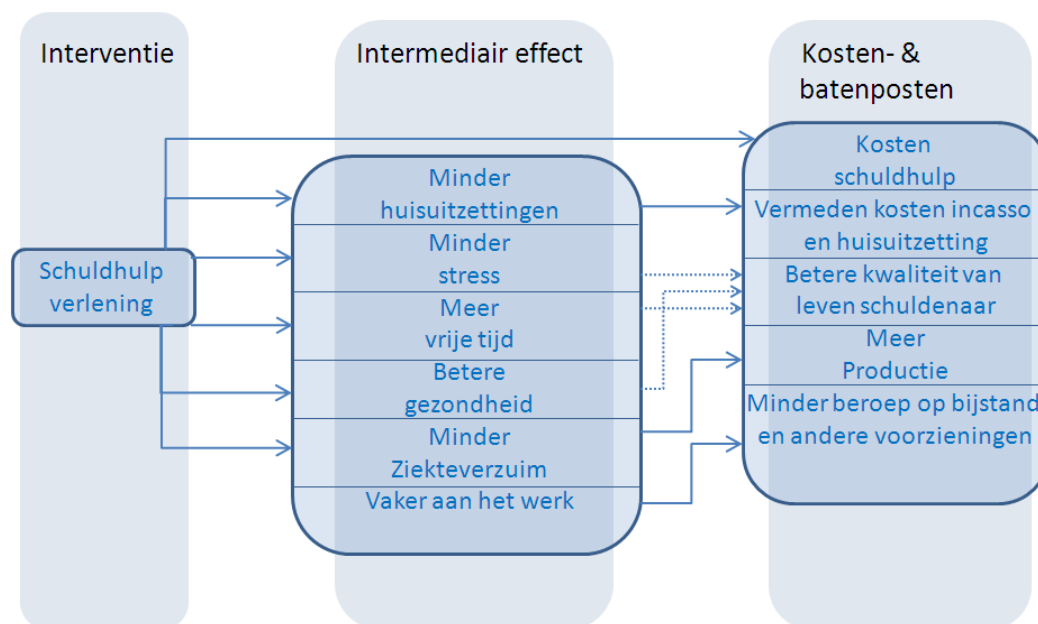 Interventie
Intermediair effect
Kosten- &
batenposten
Schuldhulp
verlening
Minder
huisuitzettingen
Minder
stress
Meer
vrije tijd
Betere
gezondheid
Minder
Ziekteverzuim
Vaker aan het werk
Kosten
schuldhulp
Vermeden kosten incasso
en huisuitzetting
Betere kwaliteit van
leven schuldenaar
Meer
Productie
Minder beroep op bijstand
en andere voorzieningen